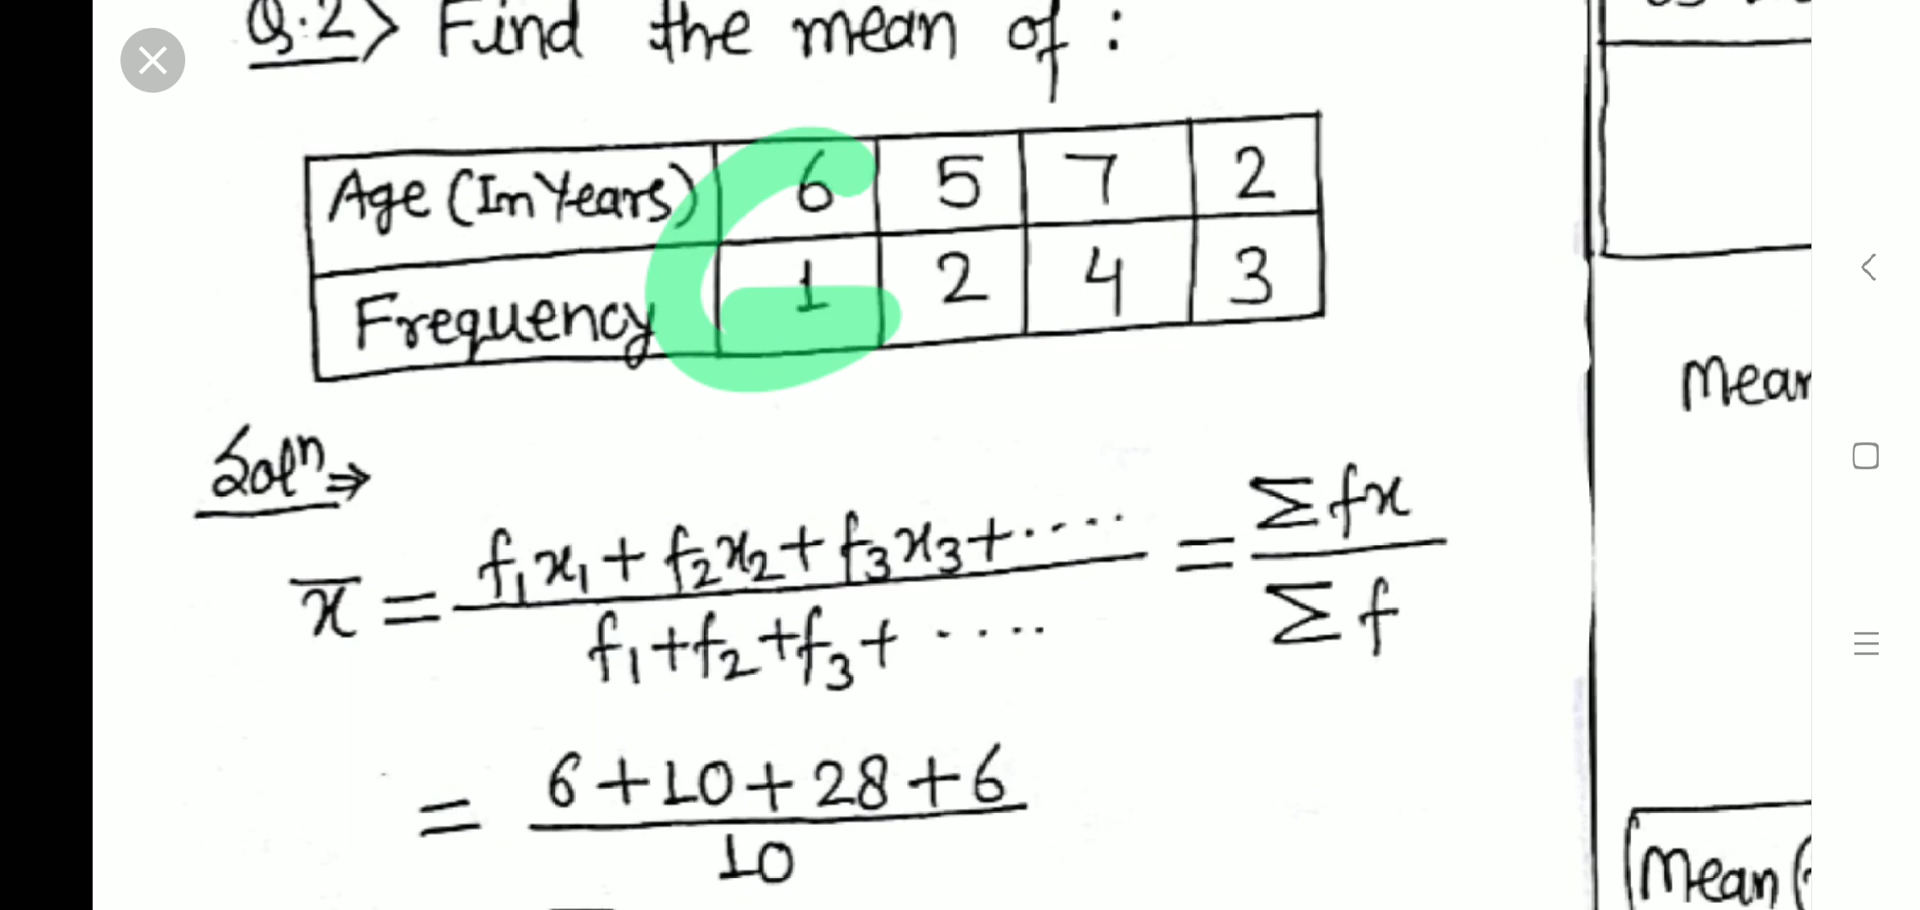 Q.2> Find the mean of :
Age (In Years) 6 5 7 2
Frequency 1 2 4 3
Solⁿ ⇒
x̄ = f₁x₁ + f₂x₂ + f₃x₃ + ..... / f₁ + f₂ + f₃ + .... = Σfx / Σf
= 6 + 10 + 28 + 6 / 10
Mean
Mean (